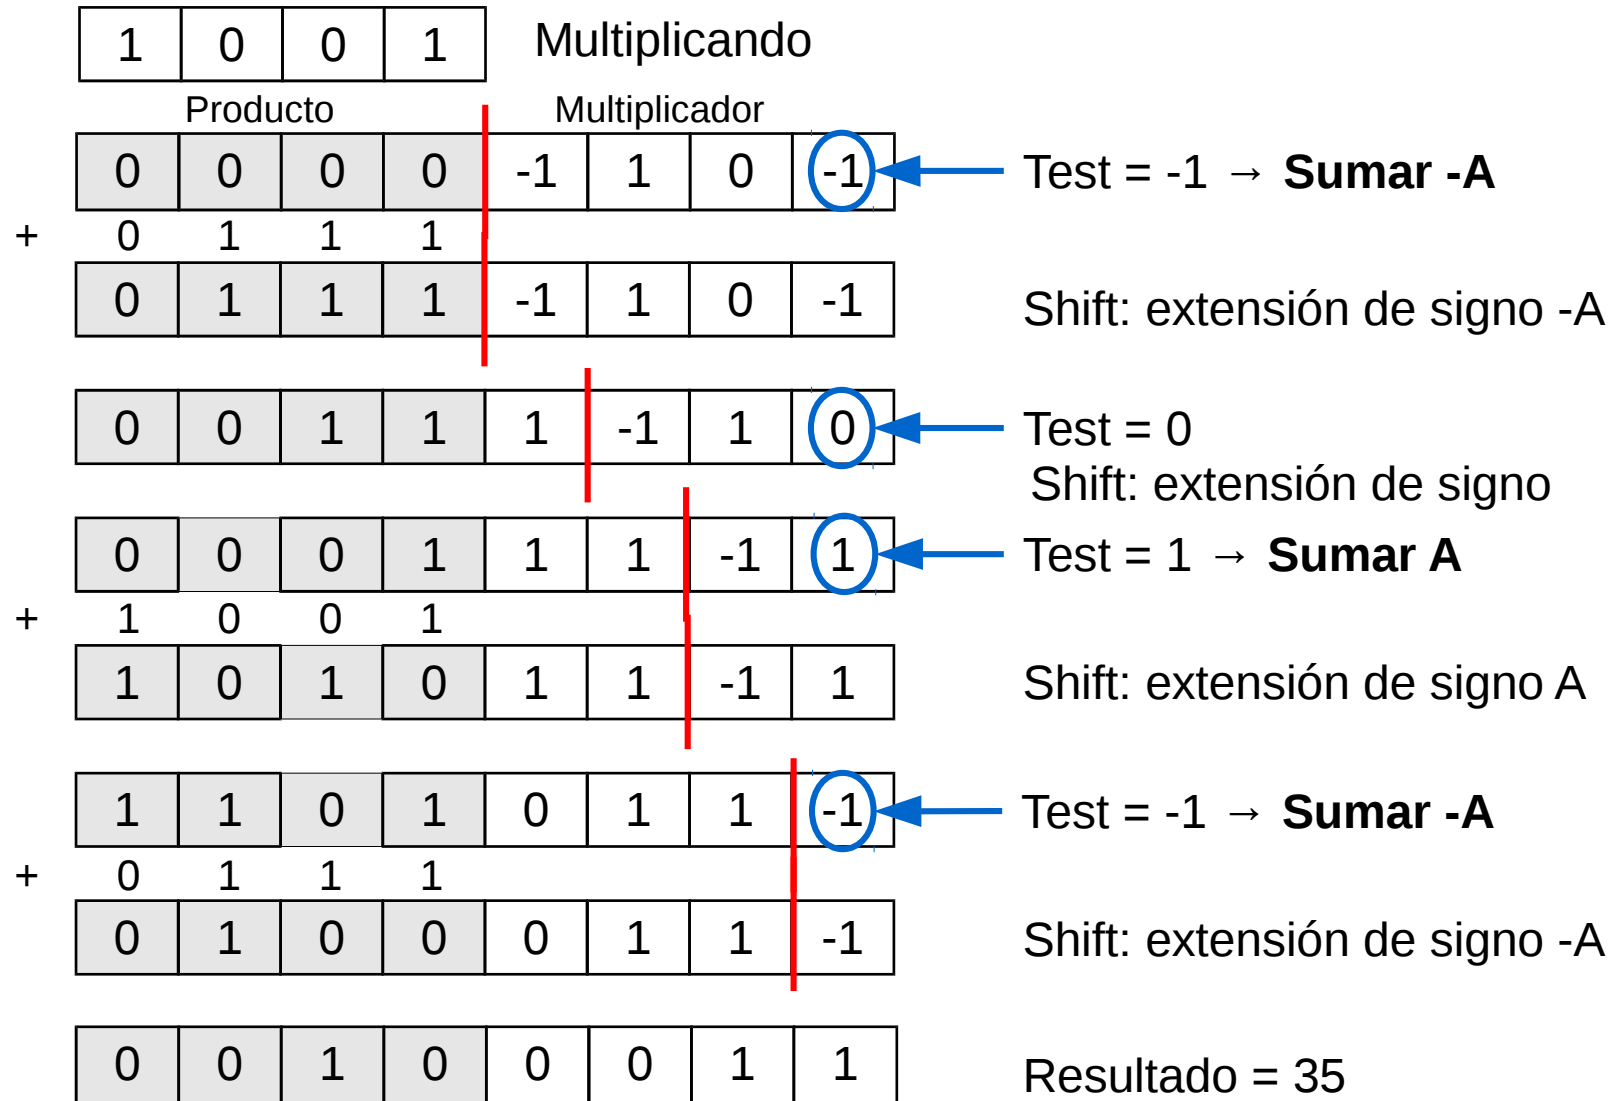 1 0 0 1 Multiplicando
Producto Multiplicador
0 0 0 0 -1 1 0 -1 Test = -1 → Sumar -A
+ 0 1 1 1
0 1 1 1 -1 1 0 -1 Shift: extensión de signo -A
0 0 1 1 1 -1 1 0 Test = 0
Shift: extensión de signo
0 0 0 1 1 1 -1 1 Test = 1 → Sumar A
+ 1 0 0 1
1 0 1 0 1 1 -1 1 Shift: extensión de signo A
1 1 0 1 0 1 1 -1 Test = -1 → Sumar -A
+ 0 1 1 1
0 1 0 0 0 1 1 -1 Shift: extensión de signo -A
0 0 1 0 0 0 1 1 Resultado = 35